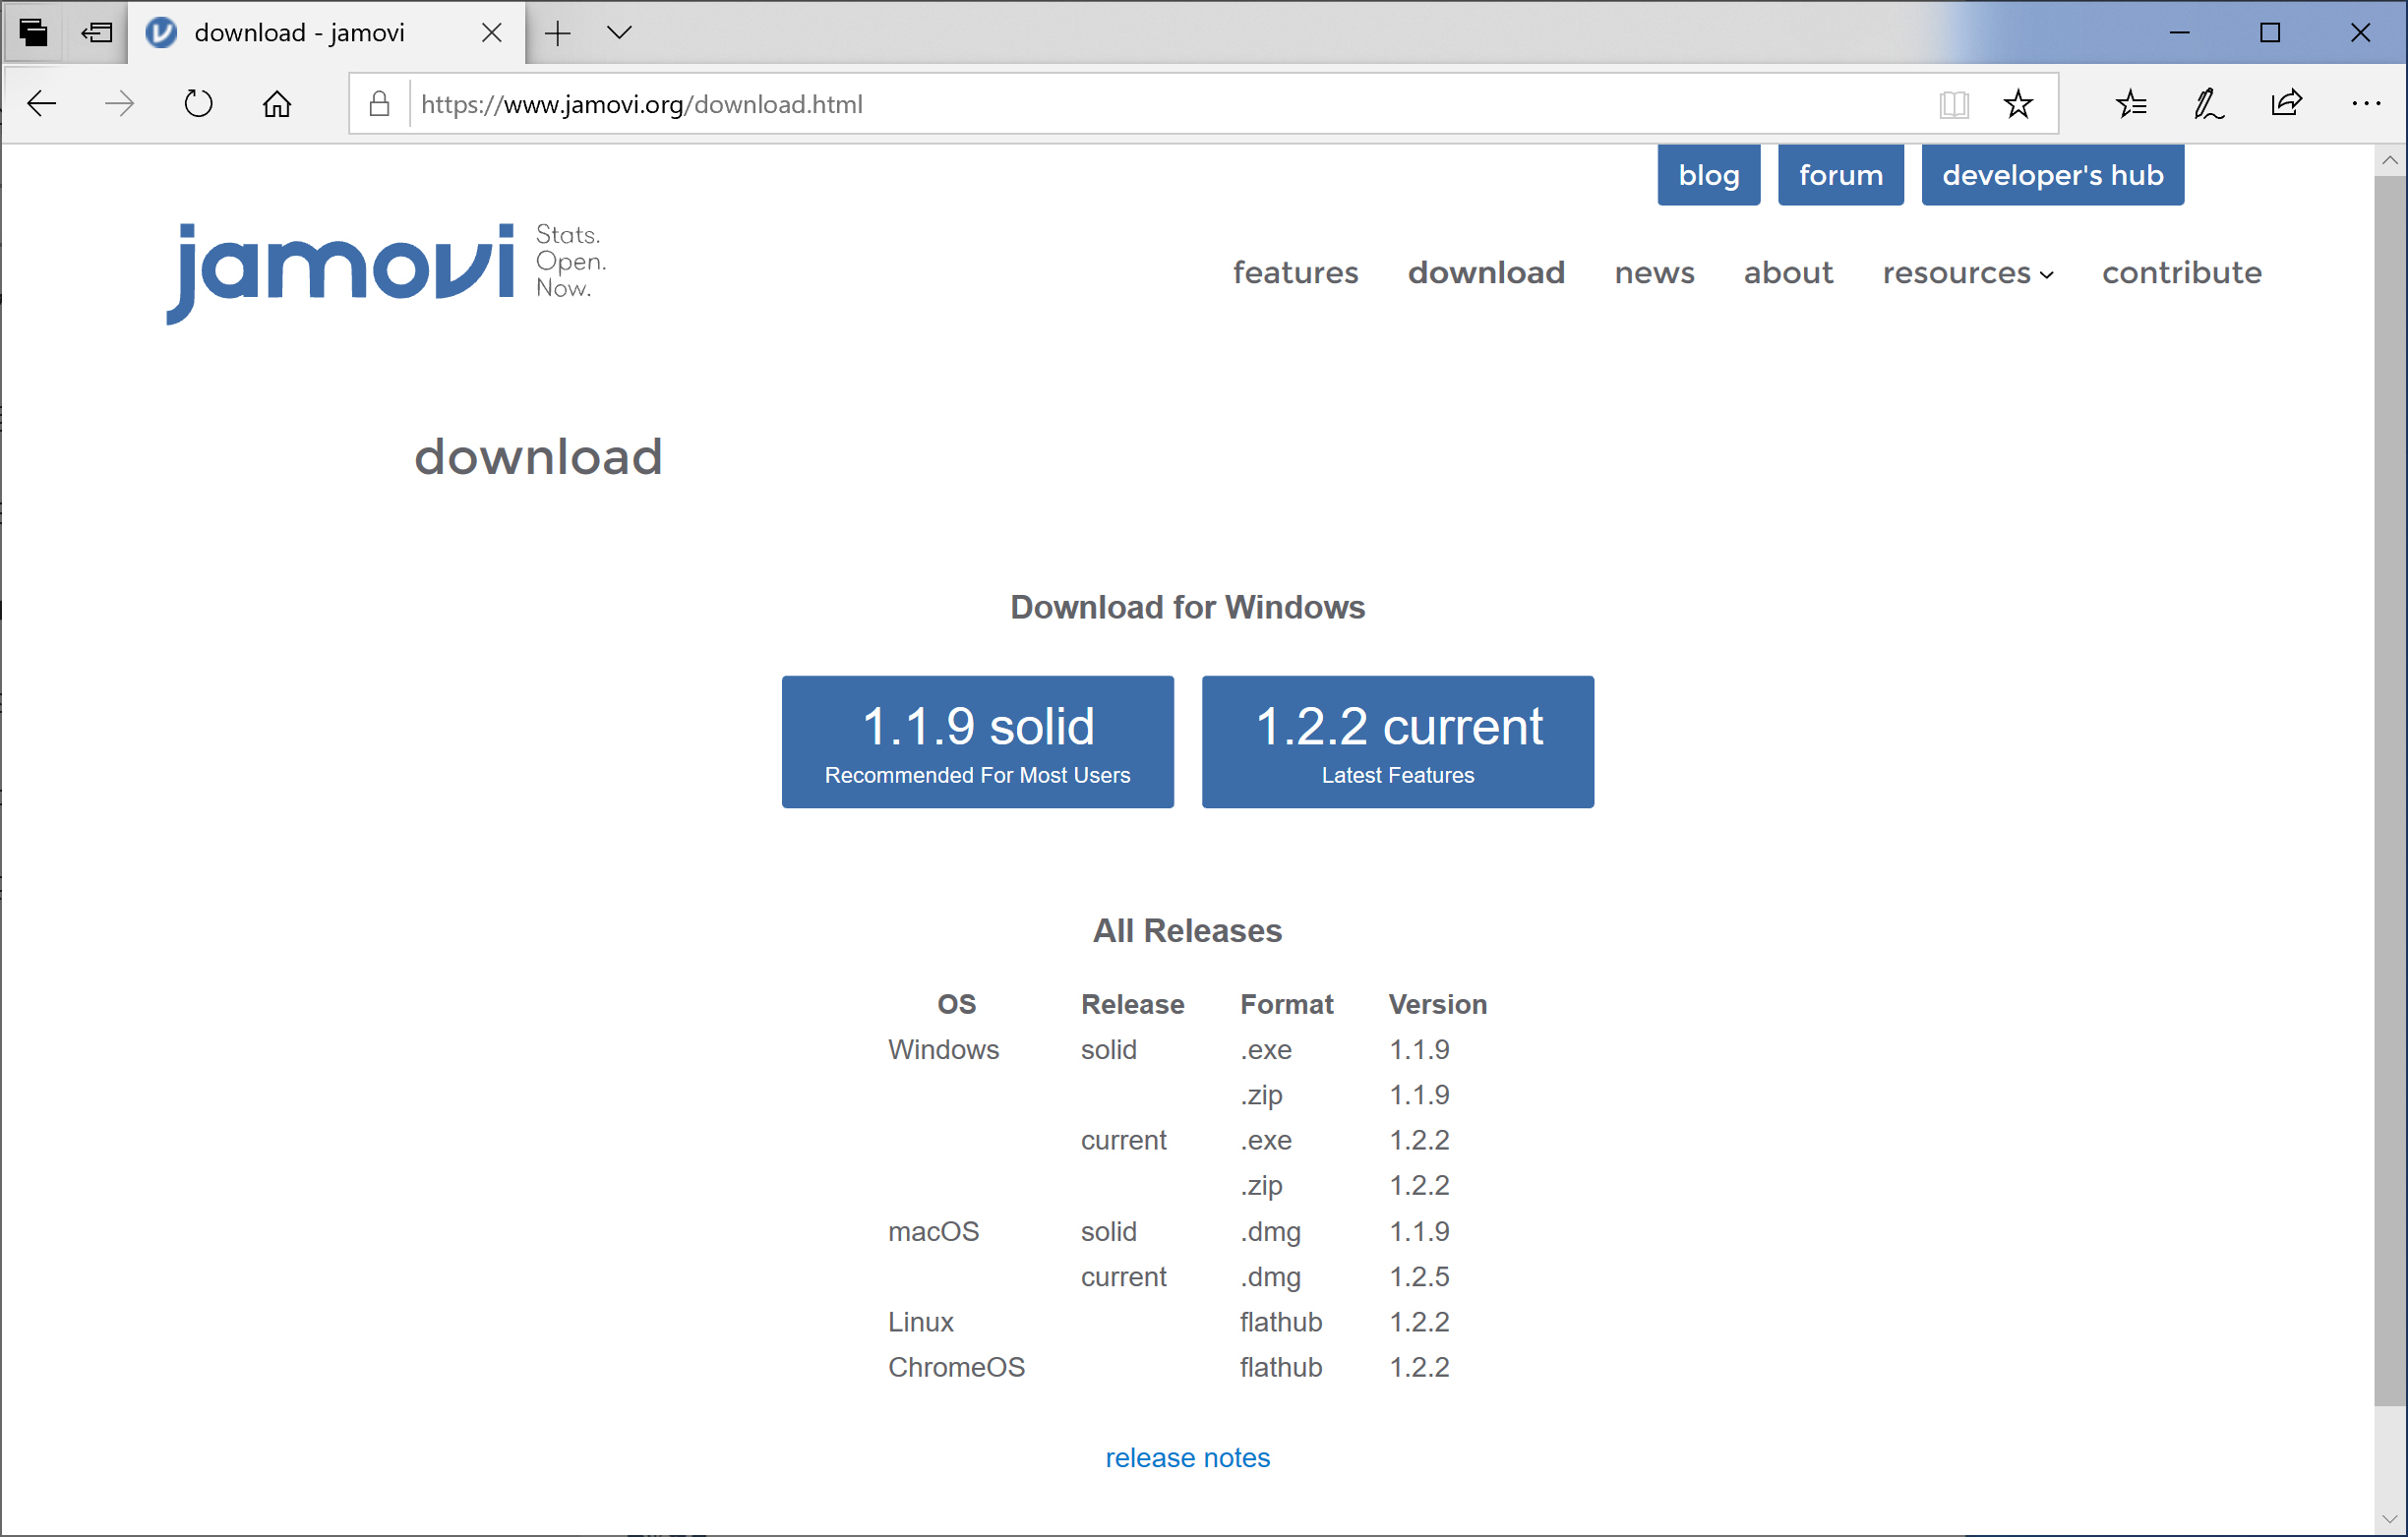 download - jamovi
https://www.jamovi.org/download.html
blog forum developer's hub
jamovi
Stats.
Open.
Now.
features download news about resources contribute
download
Download for Windows
1.1.9 solid
Recommended For Most Users
1.2.2 current
Latest Features
All Releases
OS Release Format Version
Windows solid .exe 1.1.9
.zip 1.1.9
current .exe 1.2.2
.zip 1.2.2
macOS solid .dmg 1.1.9
current .dmg 1.2.5
Linux flathub 1.2.2
ChromeOS flathub 1.2.2
release notes